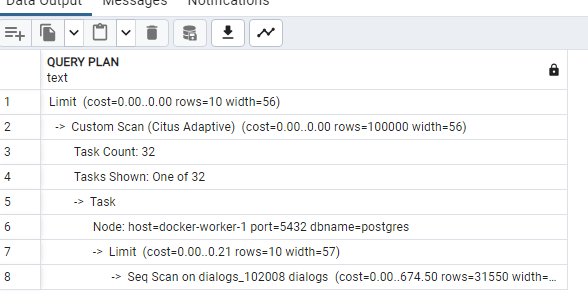 Data Output Messages Notifications
QUERY PLAN
text
1 Limit (cost=0.00..0.00 rows=10 width=56)
2 -> Custom Scan (Citus Adaptive) (cost=0.00..0.00 rows=100000 width=56)
3 Task Count: 32
4 Tasks Shown: One of 32
5 -> Task
6 Node: host=docker-worker-1 port=5432 dbname=postgres
7 -> Limit (cost=0.00..0.21 rows=10 width=57)
8 -> Seq Scan on dialogs_102008 dialogs (cost=0.00..674.50 rows=31550 width=...